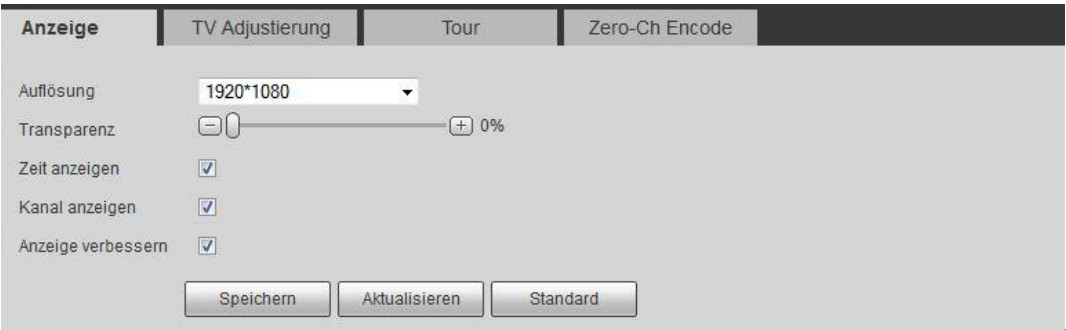 Anzeige TV Adjustierung Tour Zero-Ch Encode
Auflösung 1920*1080
Transparenz 0%
Zeit anzeigen
Kanal anzeigen
Anzeige verbessern
Speichern Aktualisieren Standard